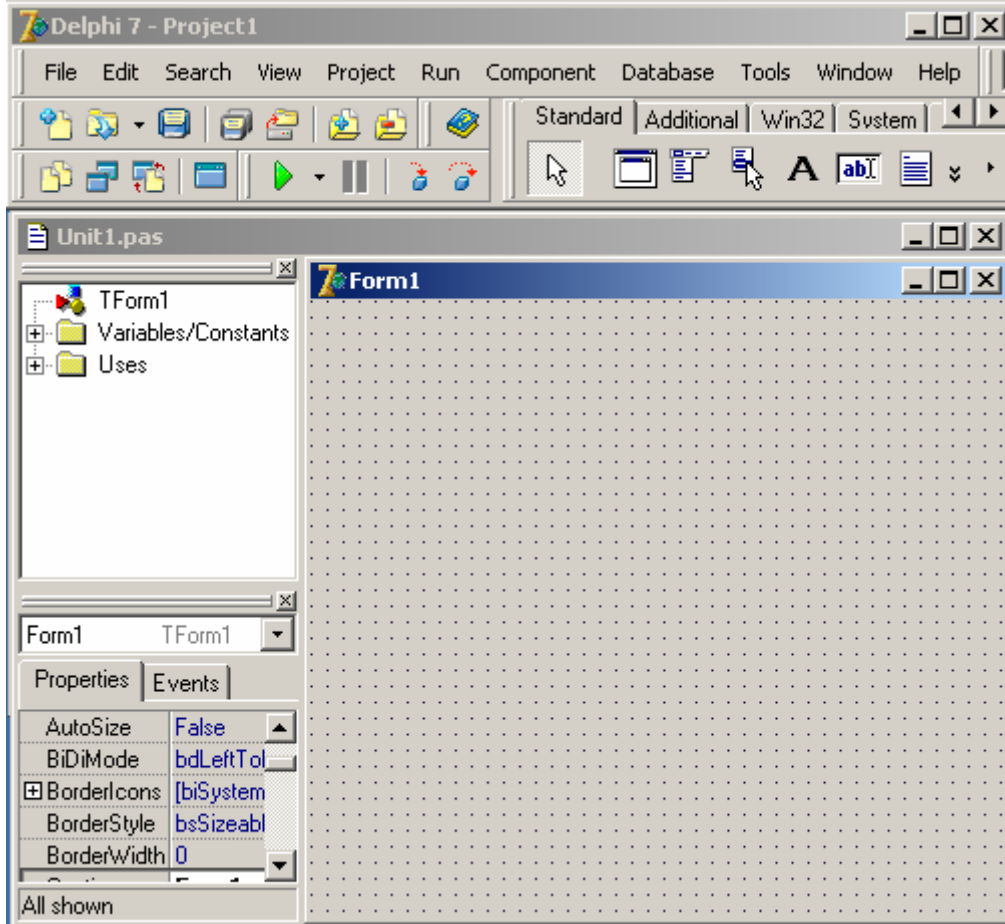 Delphi 7 - Project1
File Edit Search View Project Run Component Database Tools Window Help
Standard Additional Win32 System
A ab
Unit1.pas
Form1
TForm1
Variables/Constants
Uses
Form1 TForm1
Properties Events
AutoSize False
BiDiMode bdLeftTo
BorderIcons [biSystem
BorderStyle bsSizeabl
BorderWidth 0
All shown